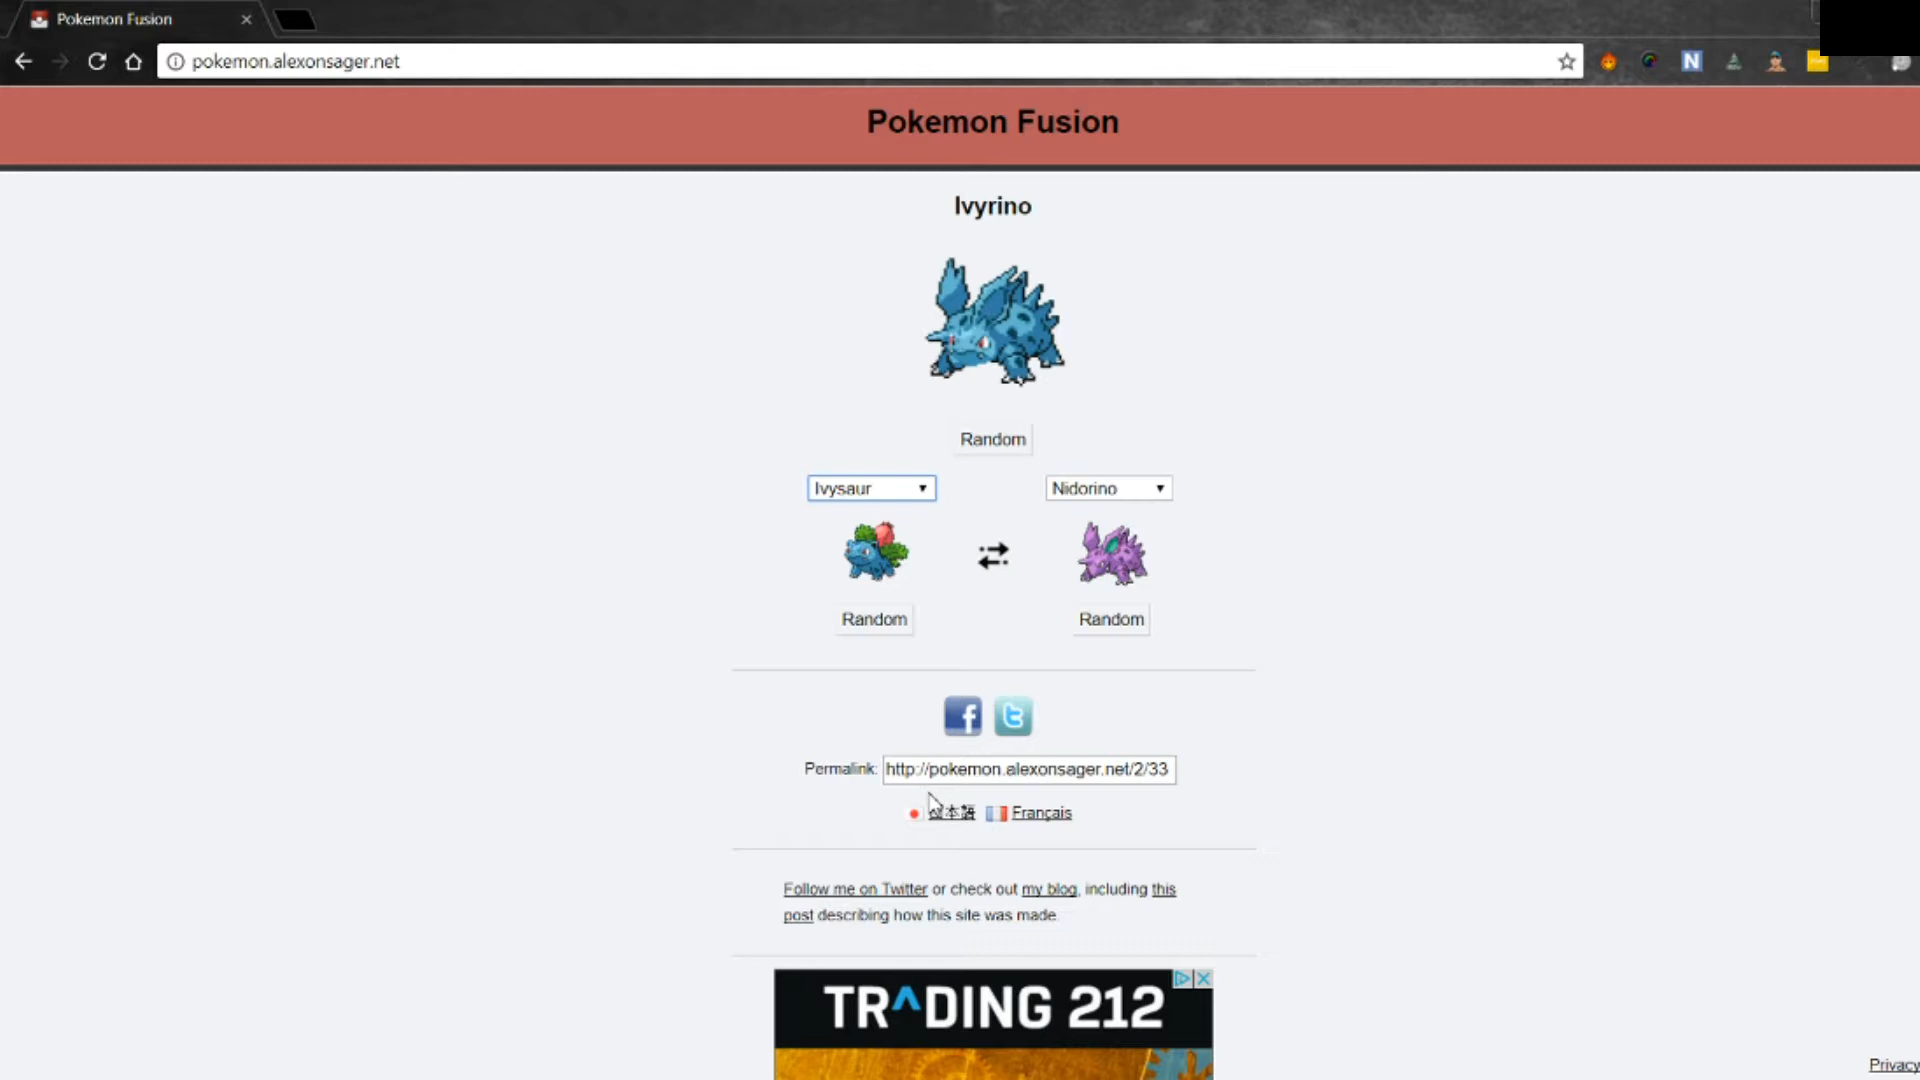 Pokemon Fusion
pokemon.alexonsager.net
N
Pokemon Fusion
Ivyrino
Random
Ivysaur
Nidorino
Random
Random
Permalink: http://pokemon.alexonsager.net/2/33
本語 Français
Follow me on Twitter or check out my blog, including this
post describing how this site was made.
TR^DING 212
Privacy